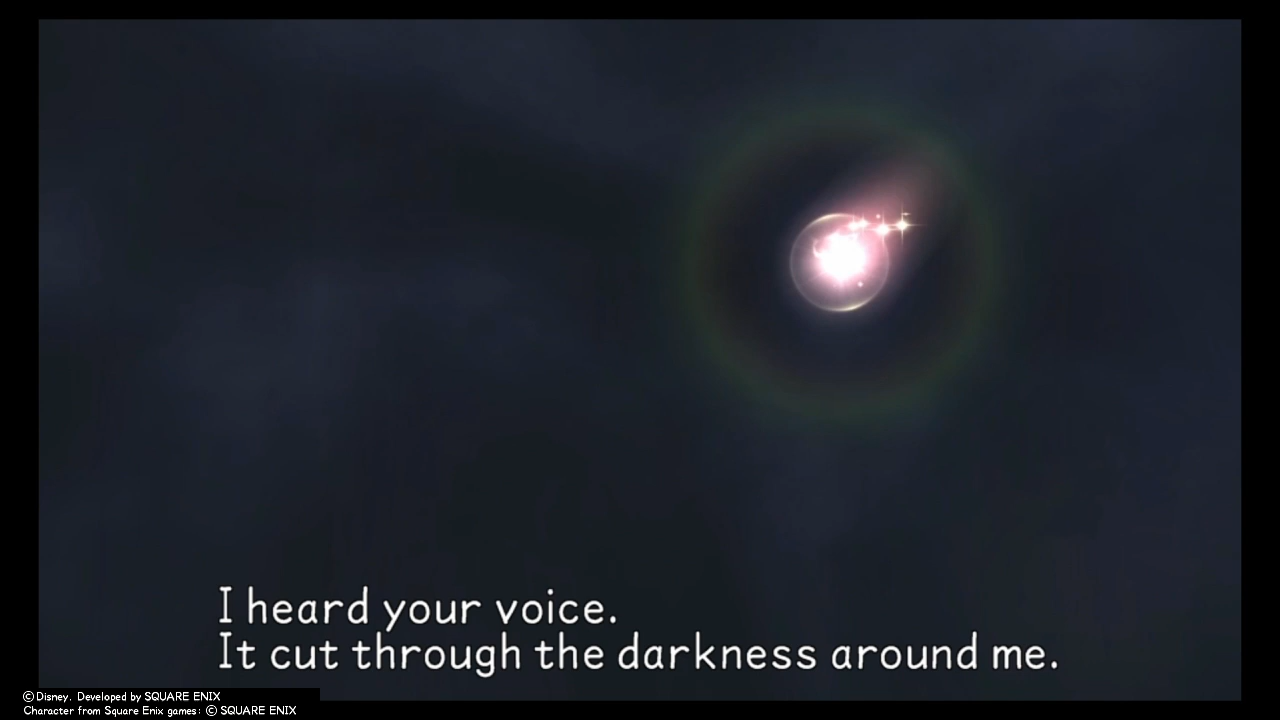 I heard your voice.
It cut through the darkness around me.
© Disney. Developed by SQUARE ENIX
Character from Square Enix games: © SQUARE ENIX